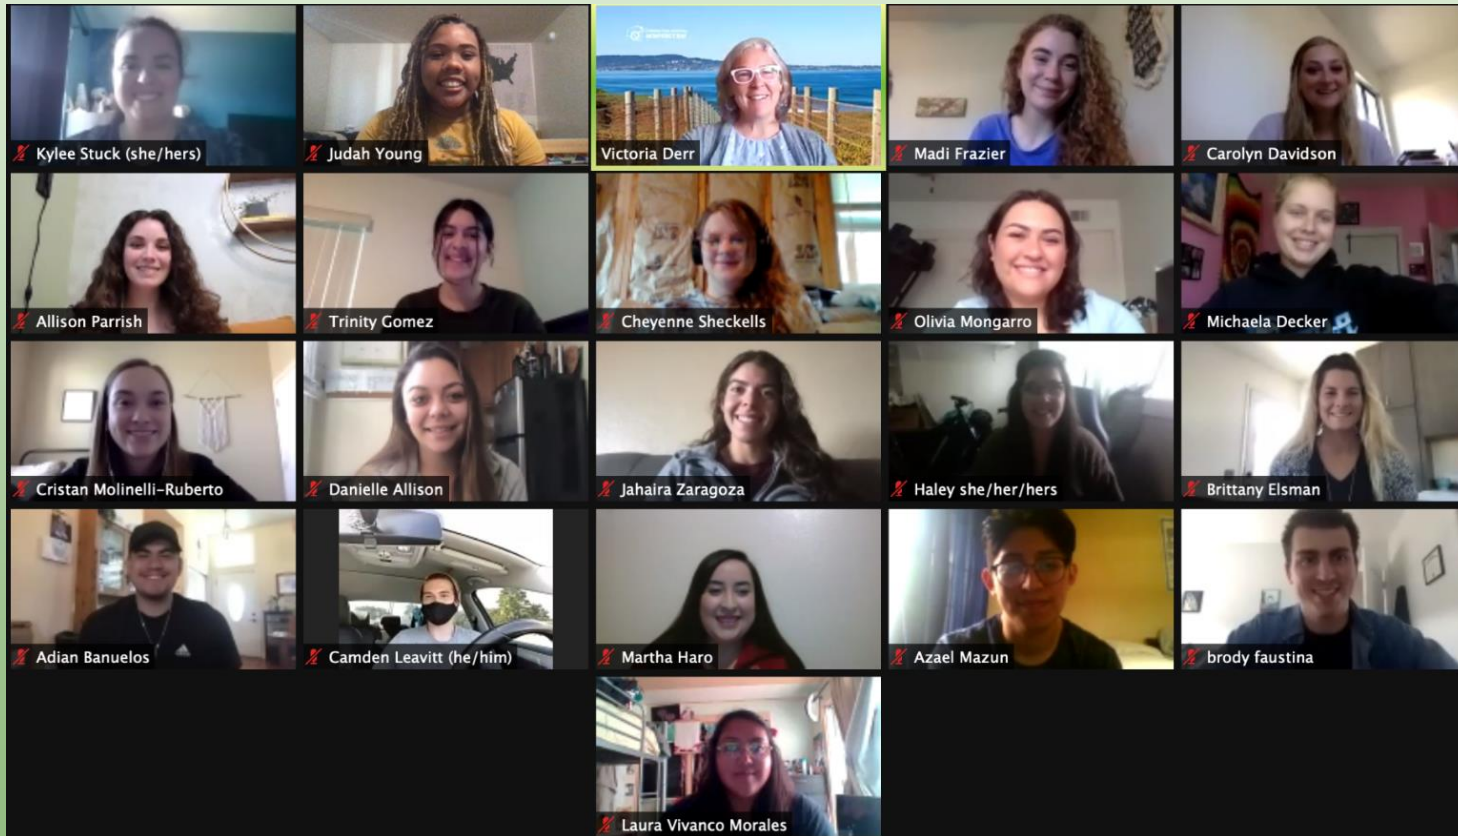 Kylee Stuck (she/hers)
Judah Young
Victoria Derr
Madi Frazier
Carolyn Davidson
Allison Parrish
Trinity Gomez
Cheyenne Sheckells
Olivia Mongarro
Michaela Decker
Cristan Molinelli-Ruberto
Danielle Allison
Jahaira Zaragoza
Haley she/her/hers
Brittany Elsman
Adian Banuelos
Camden Leavitt (he/him)
Martha Haro
Azael Mazun
brody faustina
Laura Vivanco Morales